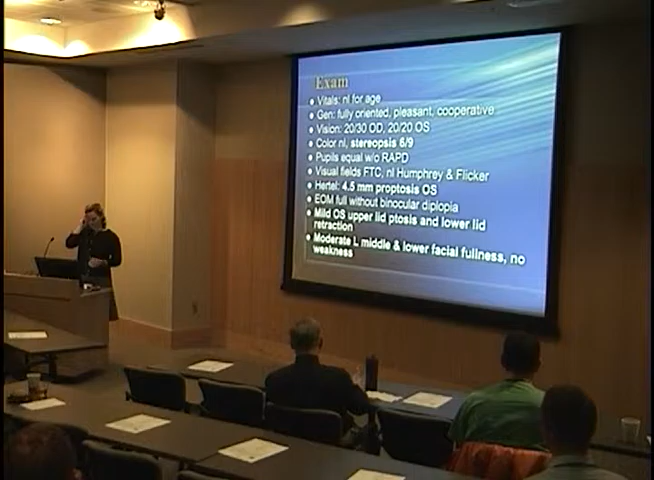 Exam
Vitals: nl for age
Gen: fully oriented, pleasant, cooperative
Vision: 20/30 OD, 20/20 OS
Color nl, stereopsis 6/9
Pupils equal w/o RAPD
Visual fields FTC, nl Humphrey & Flicker
Hertel: 4.5 mm proptosis OS
EOM full without binocular diplopia
Mild OS upper lid ptosis and lower lid
retraction
Moderate L middle & lower facial fullness, no
weakness